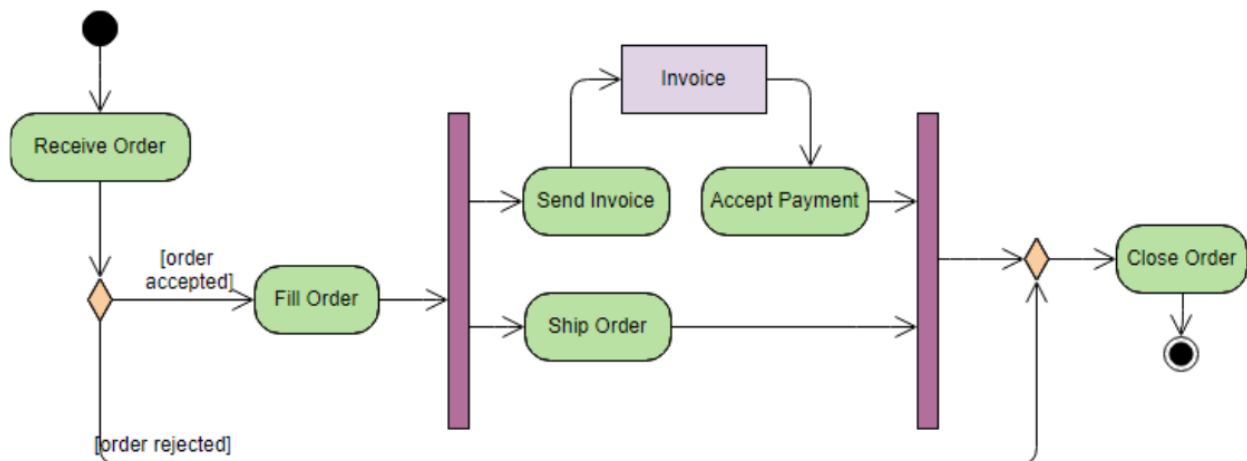 Invoice
Receive Order
Send Invoice
Accept Payment
[order
accepted]
Close Order
Fill Order
Ship Order
[order rejected]